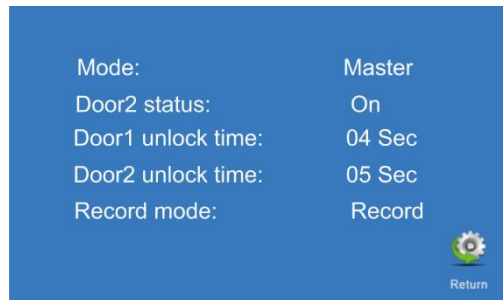 Mode: Master
Door2 status: On
Door1 unlock time: 04 Sec
Door2 unlock time: 05 Sec
Record mode: Record
Return